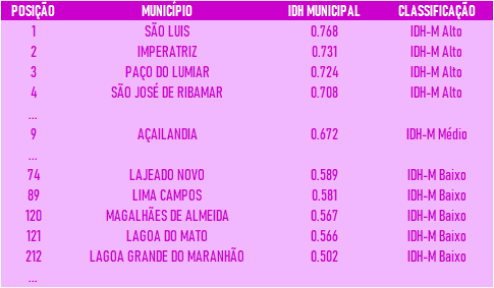 POSIÇÃO MUNICÍPIO IDH MUNICIPAL CLASSIFICAÇÃO
1 SÃO LUIS 0.768 IDH-M Alto
2 IMPERATRIZ 0.731 IDH-M Alto
3 PAÇO DO LUMIAR 0.724 IDH-M Alto
4 SÃO JOSÉ DE RIBAMAR 0.708 IDH-M Alto
...
9 AÇAILANDIA 0.672 IDH-M Médio
...
74 LAJEADO NOVO 0.589 IDH-M Baixo
89 LIMA CAMPOS 0.581 IDH-M Baixo
120 MAGALHÃES DE ALMEIDA 0.567 IDH-M Baixo
121 LAGOA DO MATO 0.566 IDH-M Baixo
212 LAGOA GRANDE DO MARANHÃO 0.502 IDH-M Baixo
...